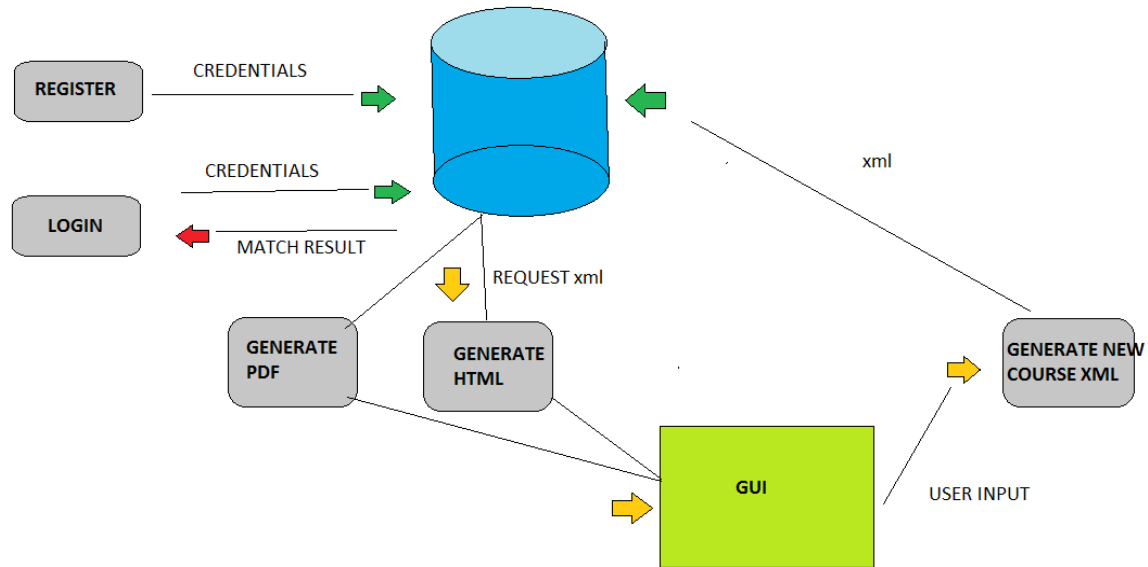 CREDENTIALS
REGISTER
CREDENTIALS
xml
LOGIN
MATCH RESULT
REQUEST xml
GENERATE
PDF
GENERATE
HTML
GENERATE NEW
COURSE XML
GUI
USER INPUT